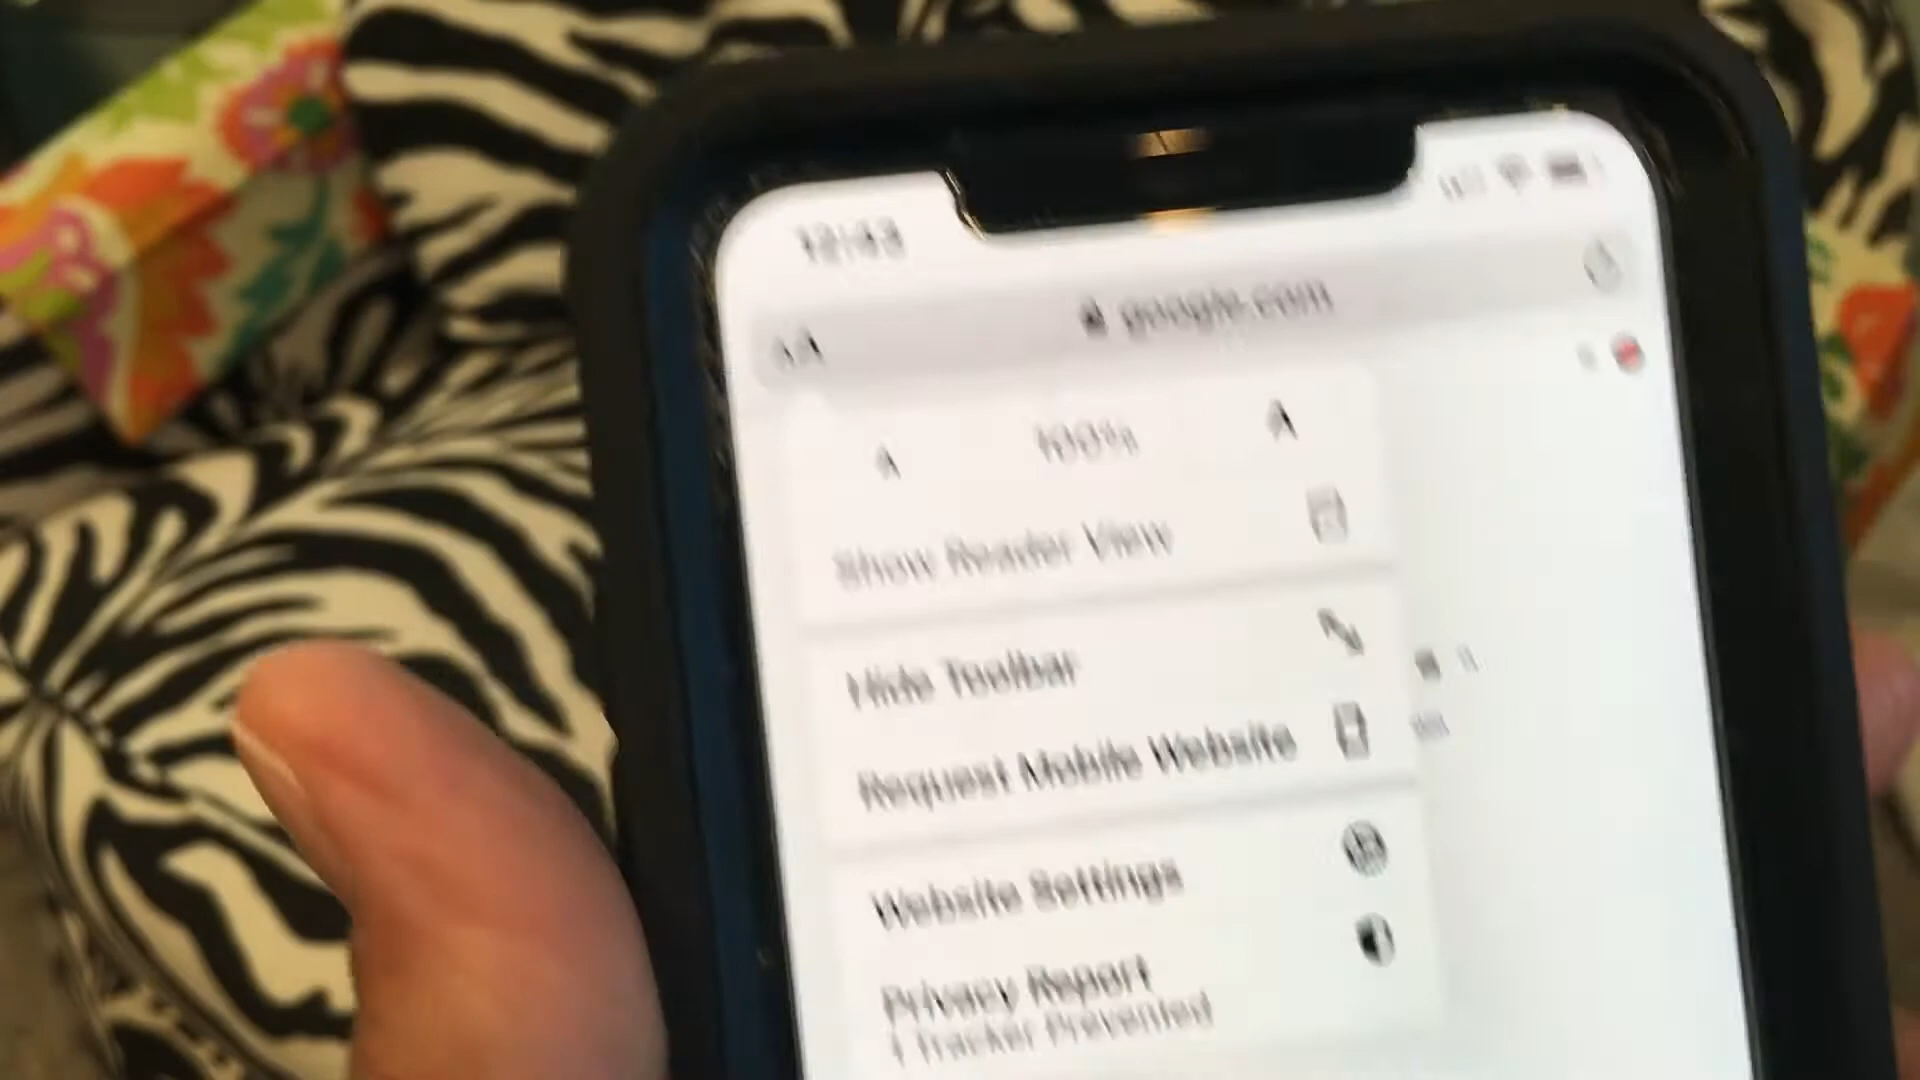 12:43
AA google.com
A 100% A
Show Reader View
Hide Toolbar
Request Mobile Website
Website Settings
Privacy Report
1 Tracker Prevented